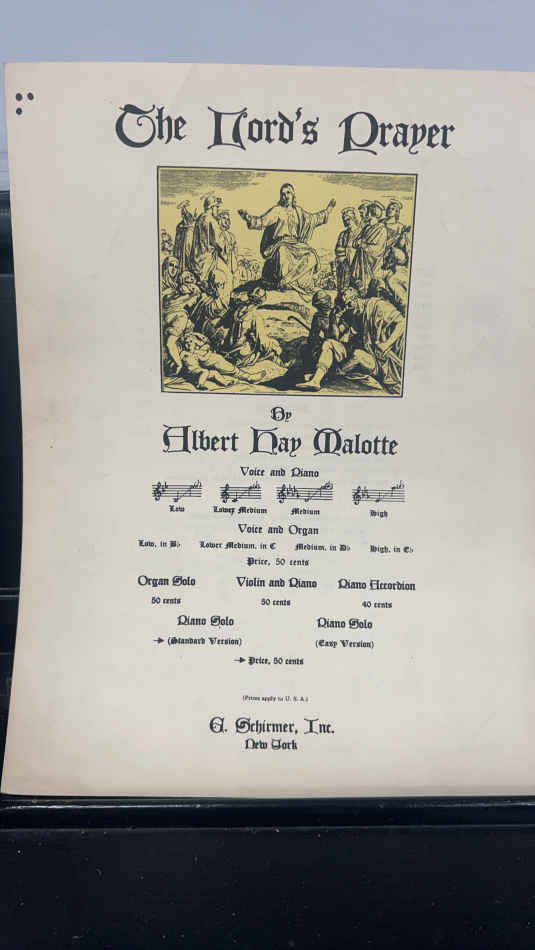 The Lord's Prayer
By
Albert Hay Malotte
Voice and Piano
Low Lower Medium Medium High
Voice and Organ
Low, in B♭ Lower Medium, in C Medium, in D♭ High, in E♭
Price, 50 cents
Organ Solo Violin and Piano Piano Accordion
50 cents 50 cents 40 cents
Piano Solo Piano Solo
(Standard Version) (Easy Version)
Price, 50 cents
(Prices apply to U. S. A.)
G. Schirmer, Inc.
New York